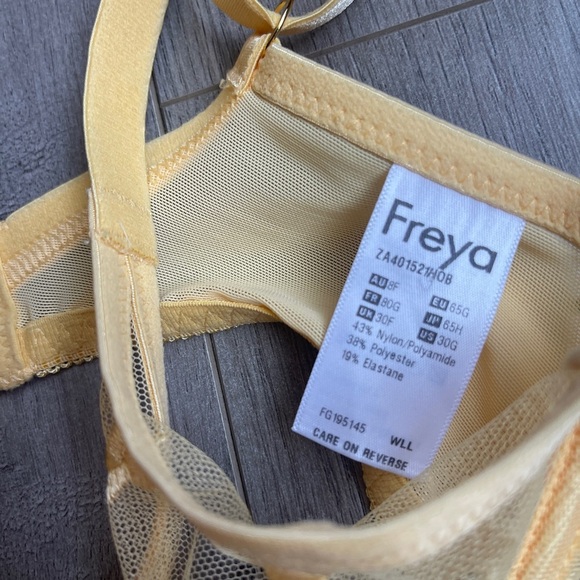 Freya
ZA401521HOB
AU 8F EU 65G
FR 80G JP 65H
UK 30F US 30G
43% Nylon/Polyamide
38% Polyester
19% Elastane
FG195145 WLL
CARE ON REVERSE